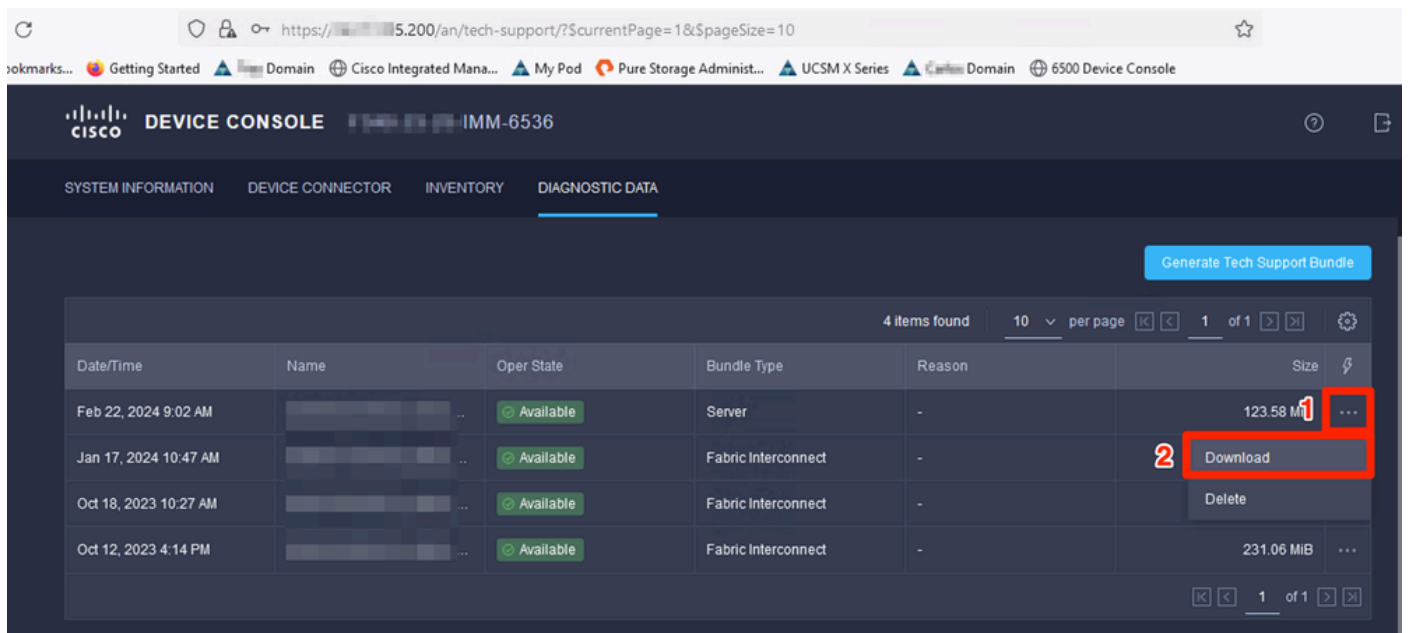 https:// 5.200/an/tech-support/?$currentPage=1&$pageSize=10
ookmarks... Getting Started Domain Cisco Integrated Mana... My Pod Pure Storage Administ... UCSM X Series Domain 6500 Device Console
CISCO DEVICE CONSOLE IMM-6536
SYSTEM INFORMATION DEVICE CONNECTOR INVENTORY DIAGNOSTIC DATA
Generate Tech Support Bundle
4 items found 10 per page 1 of 1
Date/Time Name Oper State Bundle Type Reason Size
Feb 22, 2024 9:02 AM .. Available Server - 123.58 1 ...
Jan 17, 2024 10:47 AM .. Available Fabric Interconnect - 2 Download
Oct 18, 2023 10:27 AM ... Available Fabric Interconnect - Delete
Oct 12, 2023 4:14 PM ... Available Fabric Interconnect - 231.06 MiB ...
1 of 1